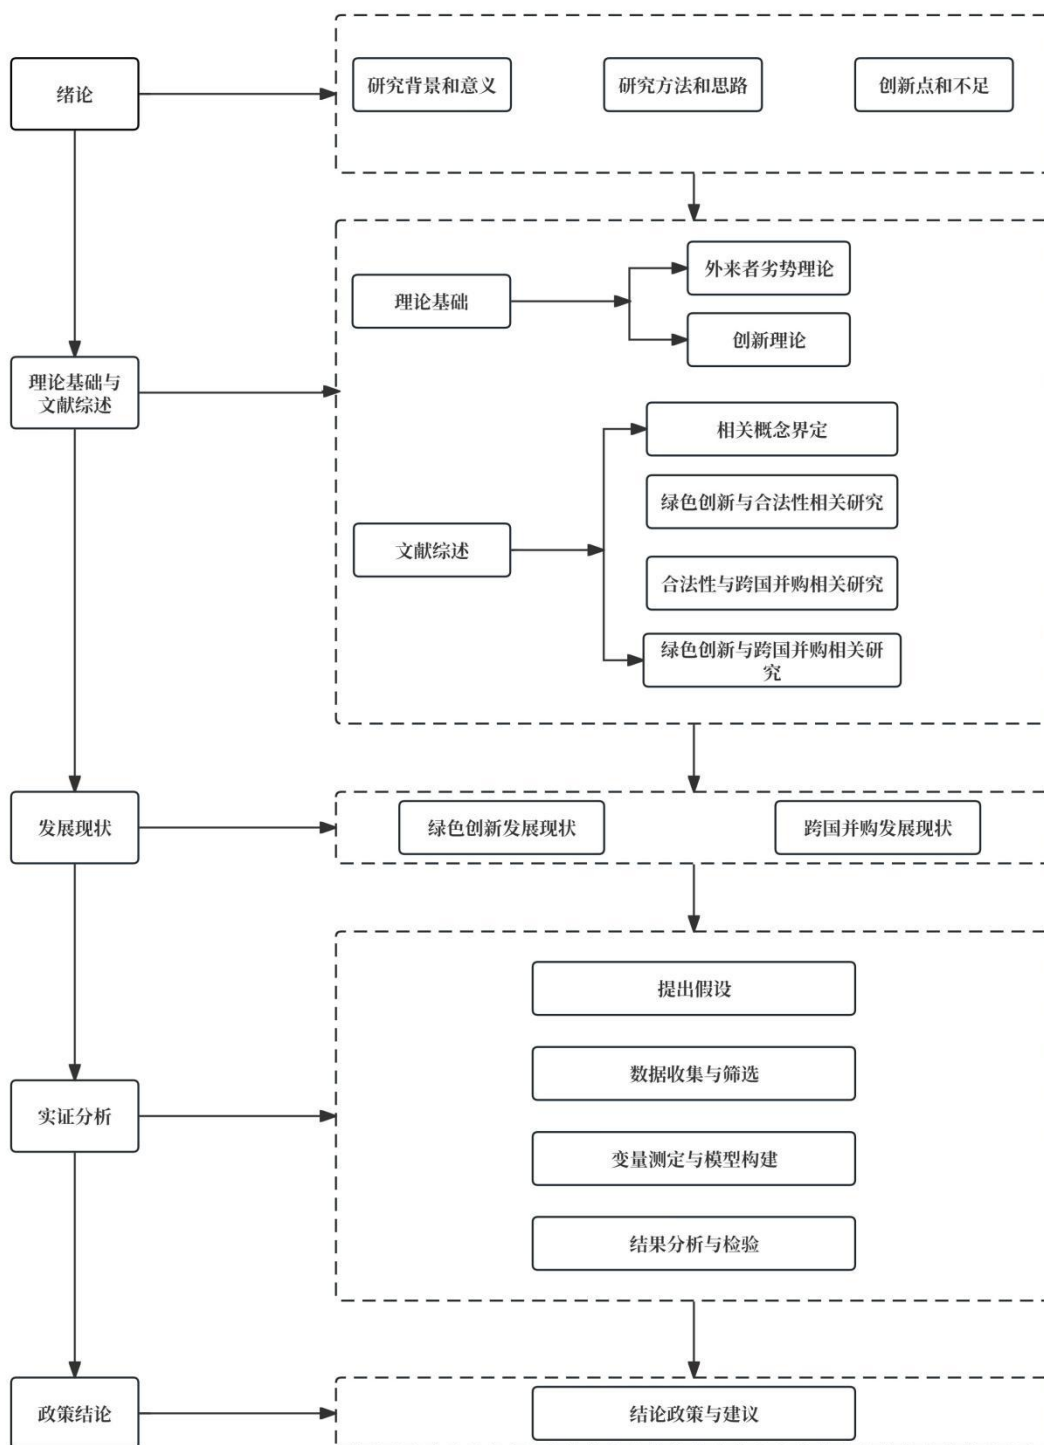 绪论
研究背景和意义
研究方法和思路
创新点和不足
理论基础与
文献综述
理论基础
外来者劣势理论
创新理论
文献综述
相关概念界定
绿色创新与合法性相关研究
合法性与跨国并购相关研究
绿色创新与跨国并购相关研
究
发展现状
绿色创新发展现状
跨国并购发展现状
实证分析
提出假设
数据收集与筛选
变量测定与模型构建
结果分析与检验
政策结论
结论政策与建议